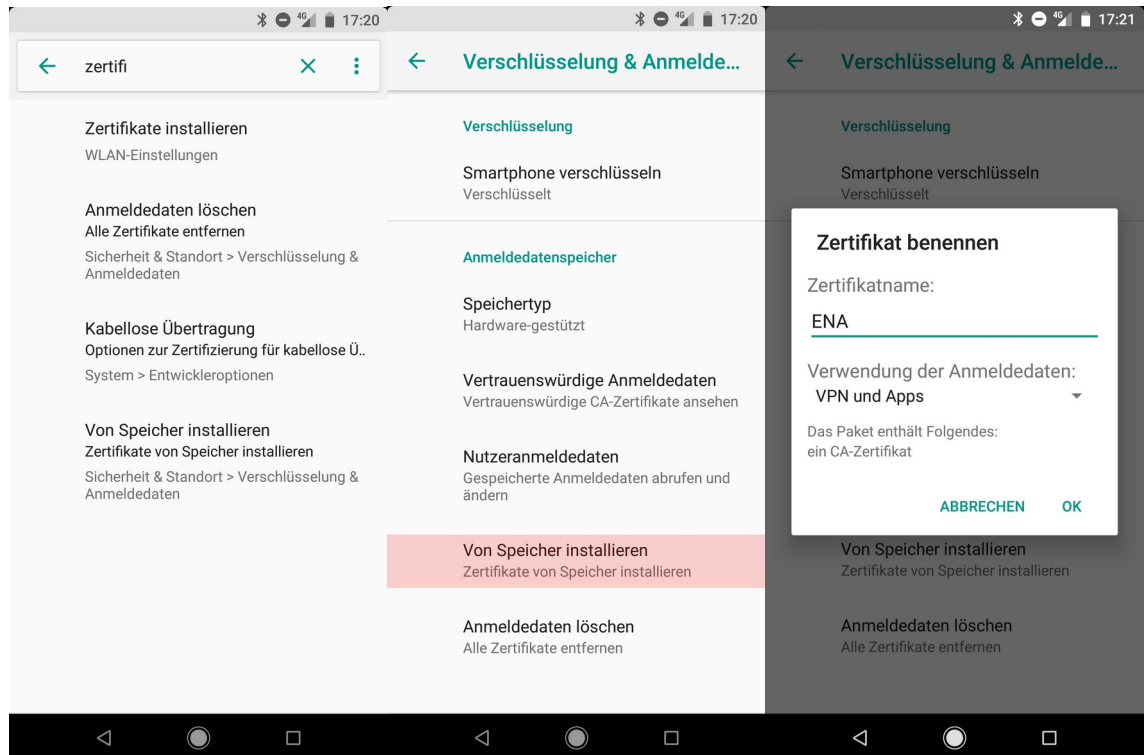 4G 17:20
zertifi
Zertifikate installieren
WLAN-Einstellungen
Anmeldedaten löschen
Alle Zertifikate entfernen
Sicherheit & Standort > Verschlüsselung &
Anmeldedaten
Kabellose Übertragung
Optionen zur Zertifizierung für kabellose Ü..
System > Entwickleroptionen
Von Speicher installieren
Zertifikate von Speicher installieren
Sicherheit & Standort > Verschlüsselung &
Anmeldedaten
4G 17:20
Verschlüsselung & Anmelde...
Verschlüsselung
Smartphone verschlüsseln
Verschlüsselt
Anmeldedatenspeicher
Speichertyp
Hardware-gestützt
Vertrauenswürdige Anmeldedaten
Vertrauenswürdige CA-Zertifikate ansehen
Nutzeranmeldedaten
Gespeicherte Anmeldedaten abrufen und
ändern
Von Speicher installieren
Zertifikate von Speicher installieren
Anmeldedaten löschen
Alle Zertifikate entfernen
4G 17:21
Verschlüsselung & Anmelde...
Verschlüsselung
Smartphone verschlüsseln
Verschlüsselt
Zertifikat benennen
Zertifikatname:
ENA
Verwendung der Anmeldedaten:
VPN und Apps
Das Paket enthält Folgendes:
ein CA-Zertifikat
ABBRECHEN OK
Von Speicher installieren
Zertifikate von Speicher installieren
Anmeldedaten löschen
Alle Zertifikate entfernen